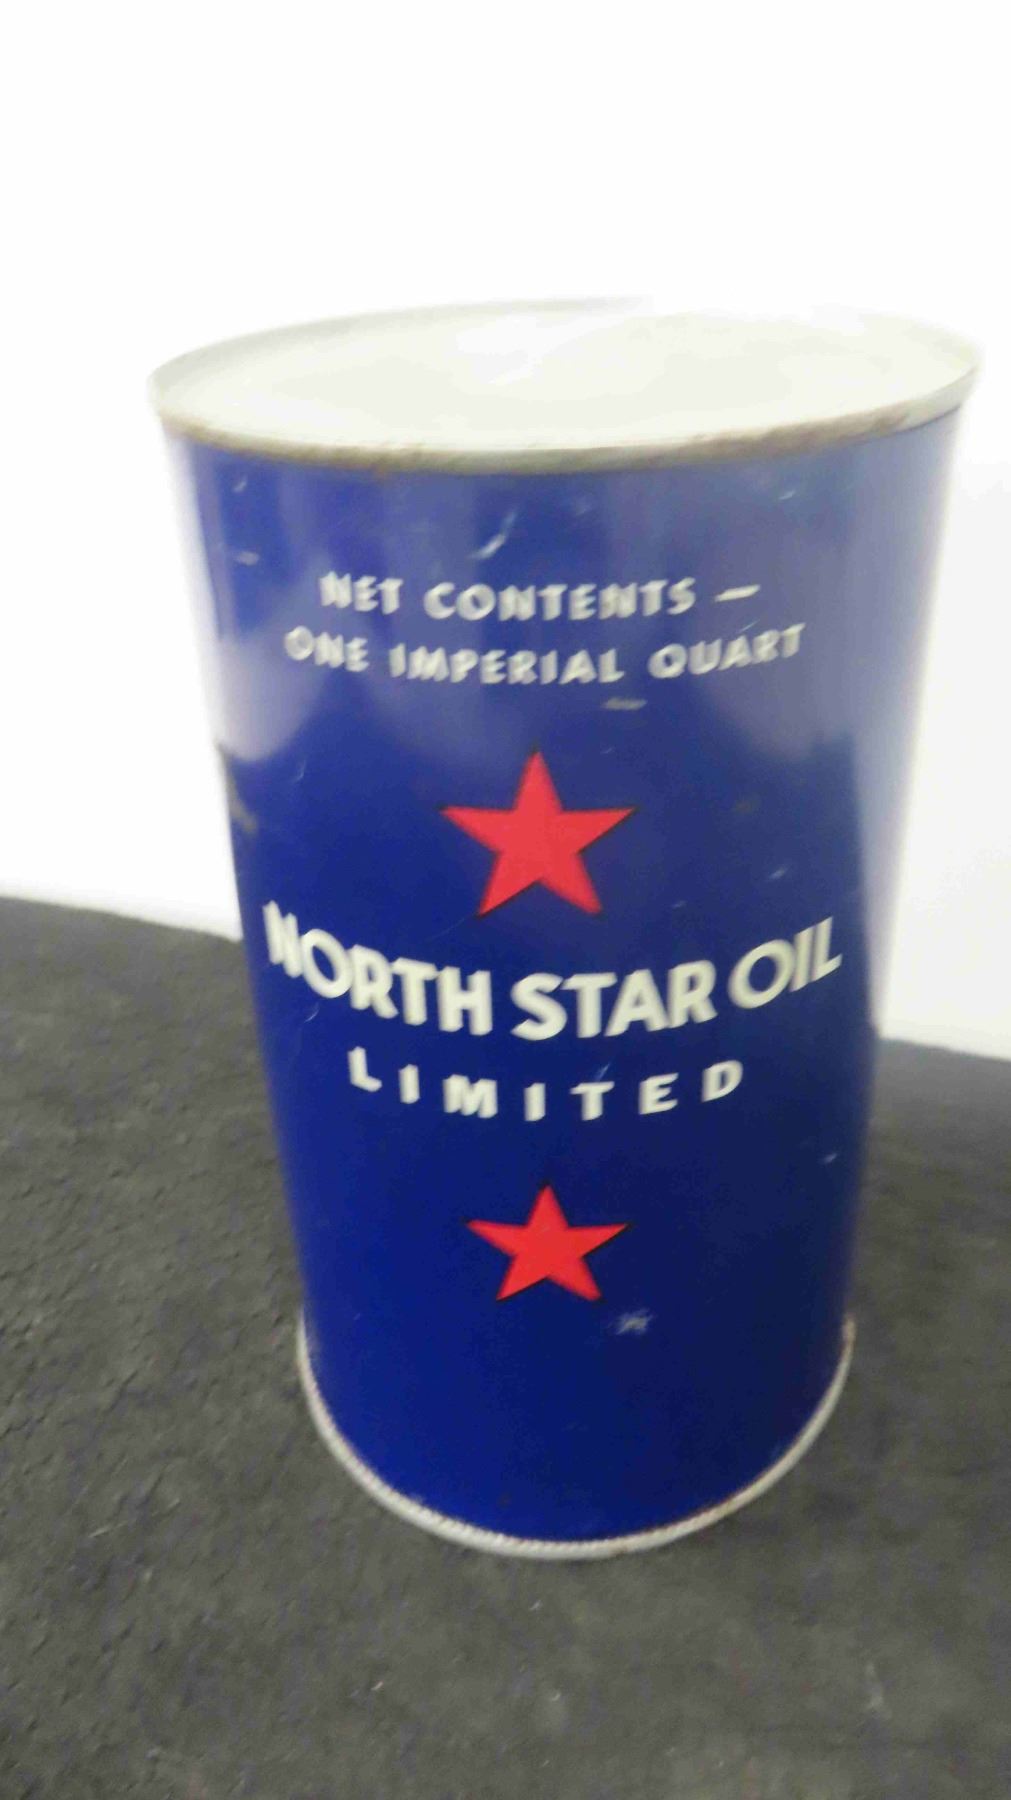 NET CONTENTS –
ONE IMPERIAL QUART
NORTH STAR OIL
LIMITED